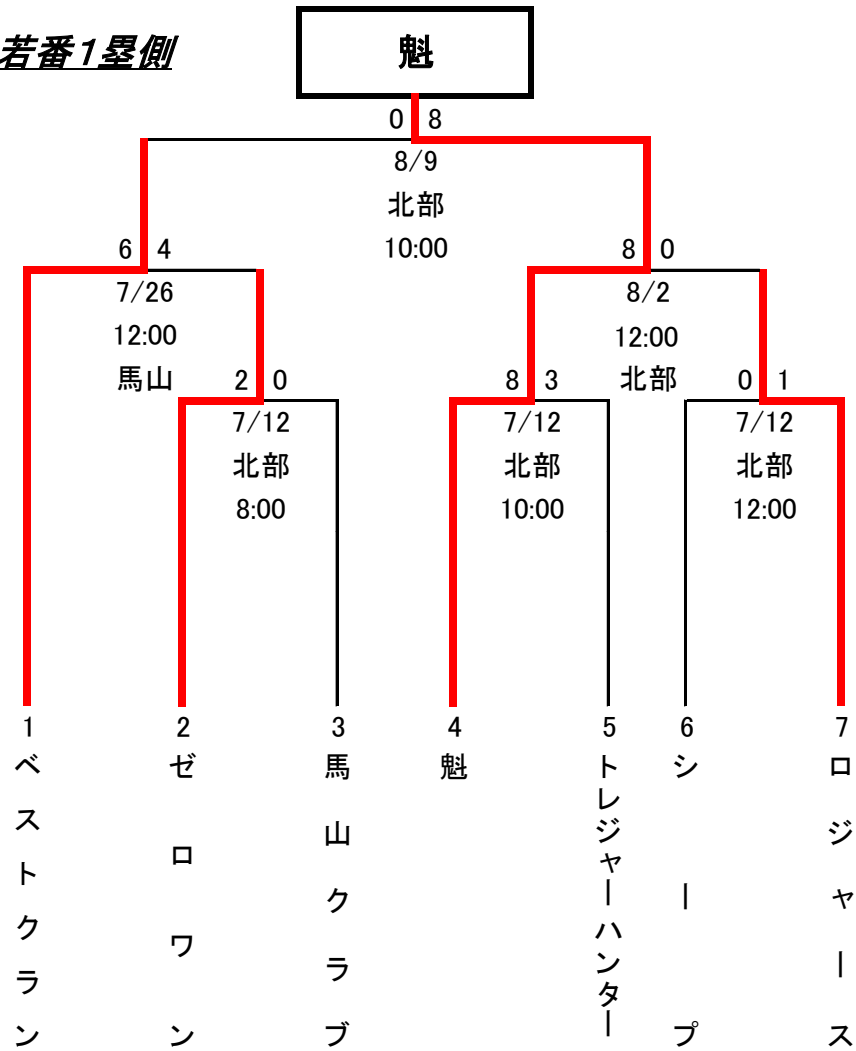 若番1塁側
魁
0 8
8/9
北部
10:00
6 4
7/26
12:00
馬山
8 0
8/2
12:00
北部
2 0
7/12
北部
8:00
8 3
7/12
北部
10:00
0 1
7/12
北部
12:00
1
ベストクラン
2
ゼロワン
3
馬山クラブ
4
魁
5
トレジャーハンター
6
シープ
7
ロジャース